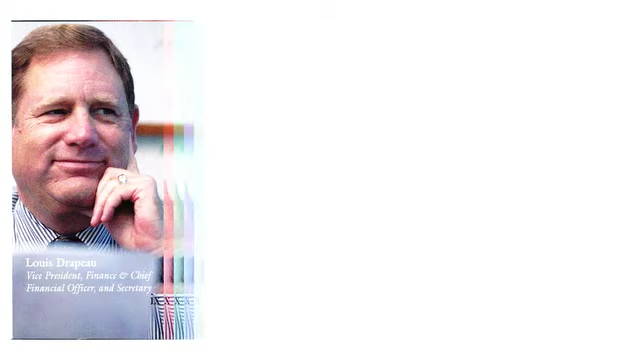 Louis Drapeau
Vice President, Finance & Chief
Financial Officer, and Secretary